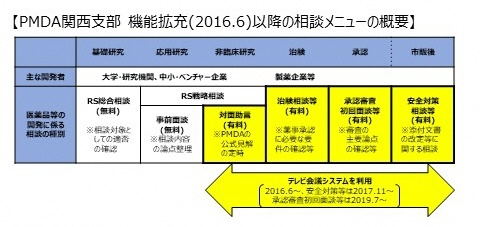 【PMDA関西支部 機能拡充(2016.6)以降の相談メニューの概要】
基礎研究 応用研究 非臨床研究 治験 承認 市販後
主な開発者 大学・研究機関、中小・ベンチャー企業 製薬企業等
医薬品等の
開発に係る
相談の種別
RS総合相談
(無料)
※相談対象
としての適否
の確認
RS戦略相談
事前面談
(無料)
※相談内容
の論点整理
対面助言
(有料)
※PMDAの
公式見解
の定時
治験相談等
(有料)
※薬事承認
に必要な要
件の確認等
承認審査
初回面談等
(有料)
※審査の
主要論点
の確認等
安全対策
相談等
(有料)
※添付文書
の改定等に
関する相談
テレビ会議システムを利用
2016.6～、安全対策等は2017.11～
承認審査初回面談等は2019.7～